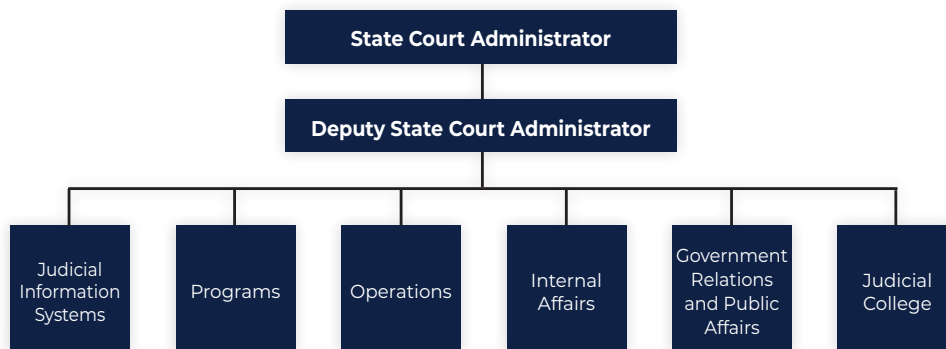 State Court Administrator
Deputy State Court Administrator
Judicial
Information
Systems
Programs
Operations
Internal
Affairs
Government
Relations
and Public
Affairs
Judicial
College